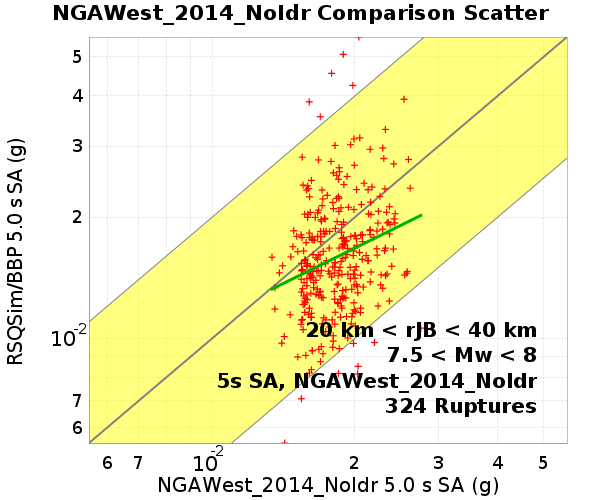 NGAWest_2014_NoIdr Comparison Scatter
RSQSim/BBP 5.0 s SA (g)
5
4
3
2
10^-2
7
6
20 km < rJB < 40 km
7.5 < Mw < 8
5s SA, NGAWest_2014_NoIdr
324 Ruptures
6 7 10^-2 2 3 4 5
NGAWest_2014_NoIdr 5.0 s SA (g)